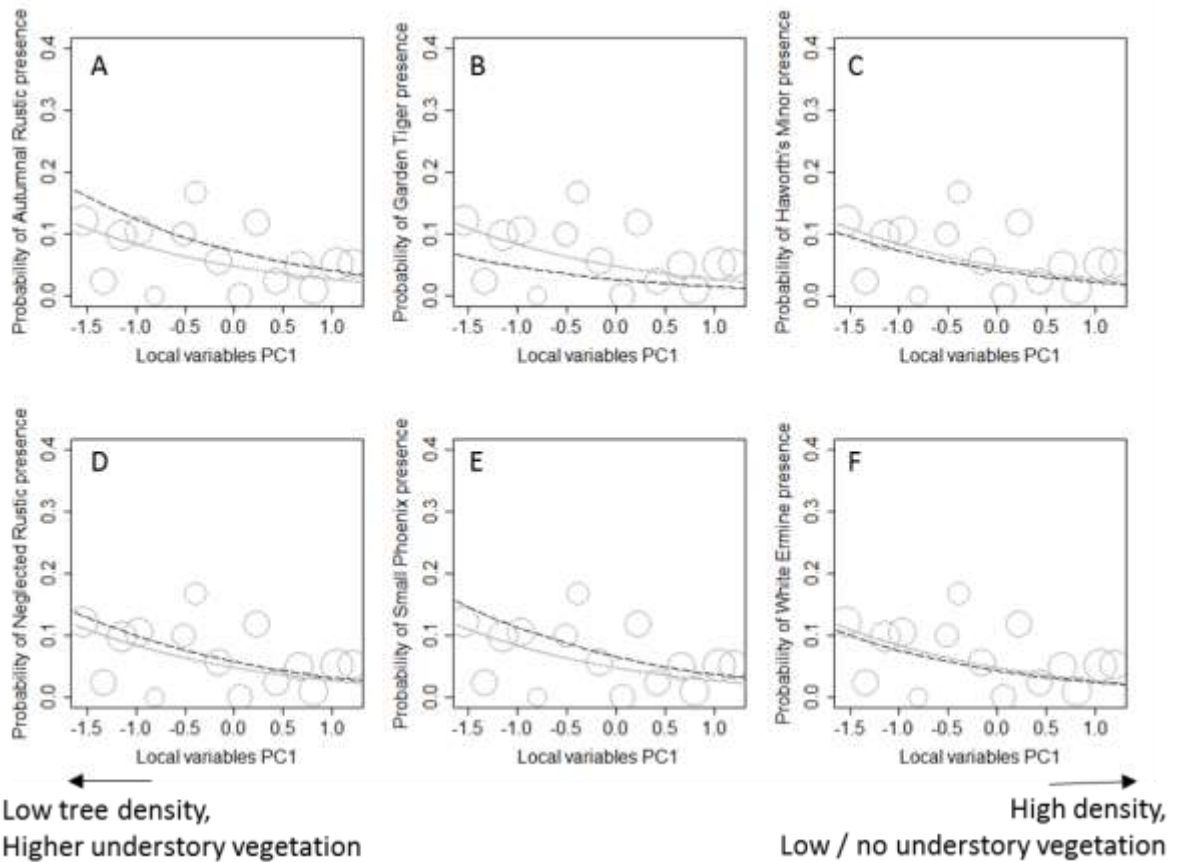 Probability of Autumnal Rustic presence
0.4
0.3
0.2
0.1
0.0
A
-1.5 -1.0 -0.5 0.0 0.5 1.0
Local variables PC1
Probability of Garden Tiger presence
0.4
0.3
0.2
0.1
0.0
B
-1.5 -1.0 -0.5 0.0 0.5 1.0
Local variables PC1
Probability of Haworth's Minor presence
0.4
0.3
0.2
0.1
0.0
C
-1.5 -1.0 -0.5 0.0 0.5 1.0
Local variables PC1
Probability of Neglected Rustic presence
0.4
0.3
0.2
0.1
0.0
D
-1.5 -1.0 -0.5 0.0 0.5 1.0
Local variables PC1
Probability of Small Phoenix presence
0.4
0.3
0.2
0.1
0.0
E
-1.5 -1.0 -0.5 0.0 0.5 1.0
Local variables PC1
Probability of White Ermine presence
0.4
0.3
0.2
0.1
0.0
F
-1.5 -1.0 -0.5 0.0 0.5 1.0
Local variables PC1
Low tree density,
Higher understory vegetation
High density,
Low / no understory vegetation